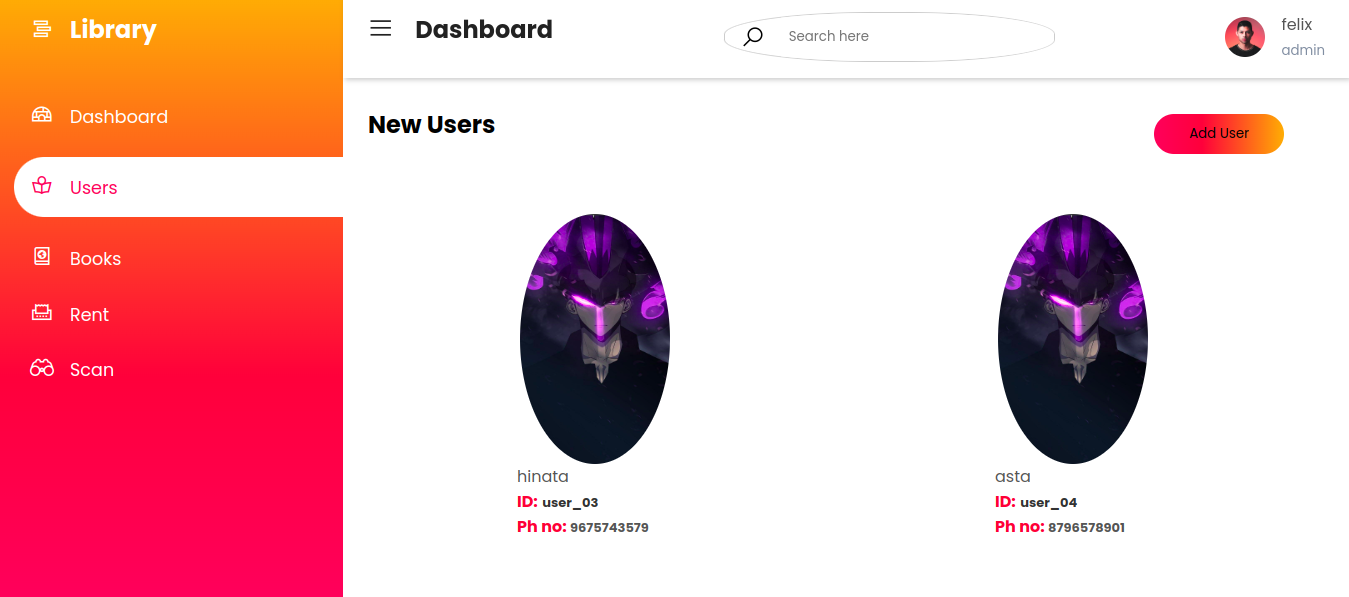 Library
Dashboard
Users
Books
Rent
Scan
Dashboard
Search here
felix
admin
New Users
Add User
hinata
ID: user_03
Ph no: 9675743579
asta
ID: user_04
Ph no: 8796578901